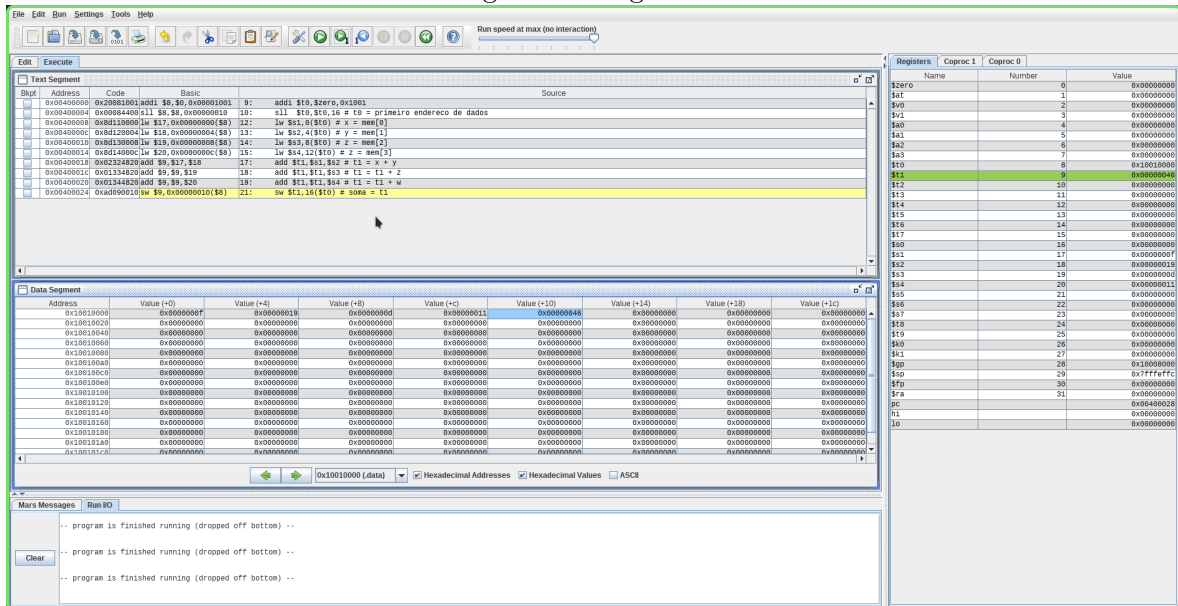 File Edit Run Settings Tools Help
Run speed at max (no interaction)
Edit Execute
Text Segment
Bkpt Address Code Basic Source
0x00400000 0x20081001 addi $8,$0,0x00001001 9: addi $t0,$zero,0x1001
0x00400004 0x00084400 sll $8,$8,0x00000010 10: sll $t0,$t0,16 # t0 = primeiro endereco de dados
0x00400008 0x8d110000 lw $17,0x00000000($8) 12: lw $s1,0($t0) # x = mem[0]
0x0040000c 0x8d120004 lw $18,0x00000004($8) 13: lw $s2,4($t0) # y = mem[1]
0x00400010 0x8d130008 lw $19,0x00000008($8) 14: lw $s3,8($t0) # z = mem[2]
0x00400014 0x8d14000c lw $20,0x0000000c($8) 15: lw $s4,12($t0) # z = mem[3]
0x00400018 0x02324820 add $9,$17,$18 17: add $t1,$s1,$s2 # t1 = x + y
0x0040001c 0x01334820 add $9,$9,$19 18: add $t1,$t1,$s3 # t1 = t1 + z
0x00400020 0x01344820 add $9,$9,$20 19: add $t1,$t1,$s4 # t1 = t1 + w
0x00400024 0xad090010 sw $9,0x00000010($8) 21: sw $t1,16($t0) # soma = t1
Data Segment
Address Value (+0) Value (+4) Value (+8) Value (+c) Value (+10) Value (+14) Value (+18) Value (+1c)
0x10010000 0x0000000f 0x00000019 0x0000000d 0x00000011 0x00000046 0x00000000 0x00000000 0x00000000
0x10010020 0x00000000 0x00000000 0x00000000 0x00000000 0x00000000 0x00000000 0x00000000 0x00000000
0x10010040 0x00000000 0x00000000 0x00000000 0x00000000 0x00000000 0x00000000 0x00000000 0x00000000
0x10010060 0x00000000 0x00000000 0x00000000 0x00000000 0x00000000 0x00000000 0x00000000 0x00000000
0x10010080 0x00000000 0x00000000 0x00000000 0x00000000 0x00000000 0x00000000 0x00000000 0x00000000
0x100100a0 0x00000000 0x00000000 0x00000000 0x00000000 0x00000000 0x00000000 0x00000000 0x00000000
0x100100c0 0x00000000 0x00000000 0x00000000 0x00000000 0x00000000 0x00000000 0x00000000 0x00000000
0x100100e0 0x00000000 0x00000000 0x00000000 0x00000000 0x00000000 0x00000000 0x00000000 0x00000000
0x10010100 0x00000000 0x00000000 0x00000000 0x00000000 0x00000000 0x00000000 0x00000000 0x00000000
0x10010120 0x00000000 0x00000000 0x00000000 0x00000000 0x00000000 0x00000000 0x00000000 0x00000000
0x10010140 0x00000000 0x00000000 0x00000000 0x00000000 0x00000000 0x00000000 0x00000000 0x00000000
0x10010160 0x00000000 0x00000000 0x00000000 0x00000000 0x00000000 0x00000000 0x00000000 0x00000000
0x10010180 0x00000000 0x00000000 0x00000000 0x00000000 0x00000000 0x00000000 0x00000000 0x00000000
0x100101a0 0x00000000 0x00000000 0x00000000 0x00000000 0x00000000 0x00000000 0x00000000 0x00000000
0x100101c0 0x00000000 0x00000000 0x00000000 0x00000000 0x00000000 0x00000000 0x00000000 0x00000000
0x10010000 (.data) Hexadecimal Addresses Hexadecimal Values ASCII
Mars Messages Run I/O
-- program is finished running (dropped off bottom) --
-- program is finished running (dropped off bottom) --
Clear
-- program is finished running (dropped off bottom) --
Registers Coproc 1 Coproc 0
Name Number Value
$zero 0 0x00000000
$at 1 0x00000000
$v0 2 0x00000000
$v1 3 0x00000000
$a0 4 0x00000000
$a1 5 0x00000000
$a2 6 0x00000000
$a3 7 0x00000000
$t0 8 0x10010000
$t1 9 0x00000046
$t2 10 0x00000000
$t3 11 0x00000000
$t4 12 0x00000000
$t5 13 0x00000000
$t6 14 0x00000000
$t7 15 0x00000000
$s0 16 0x00000000
$s1 17 0x0000000f
$s2 18 0x00000019
$s3 19 0x0000000d
$s4 20 0x00000011
$s5 21 0x00000000
$s6 22 0x00000000
$s7 23 0x00000000
$t8 24 0x00000000
$t9 25 0x00000000
$k0 26 0x00000000
$k1 27 0x00000000
$gp 28 0x10008000
$sp 29 0x7fffeffc
$fp 30 0x00000000
$ra 31 0x00000000
pc 0x00400028
hi 0x00000000
lo 0x00000000